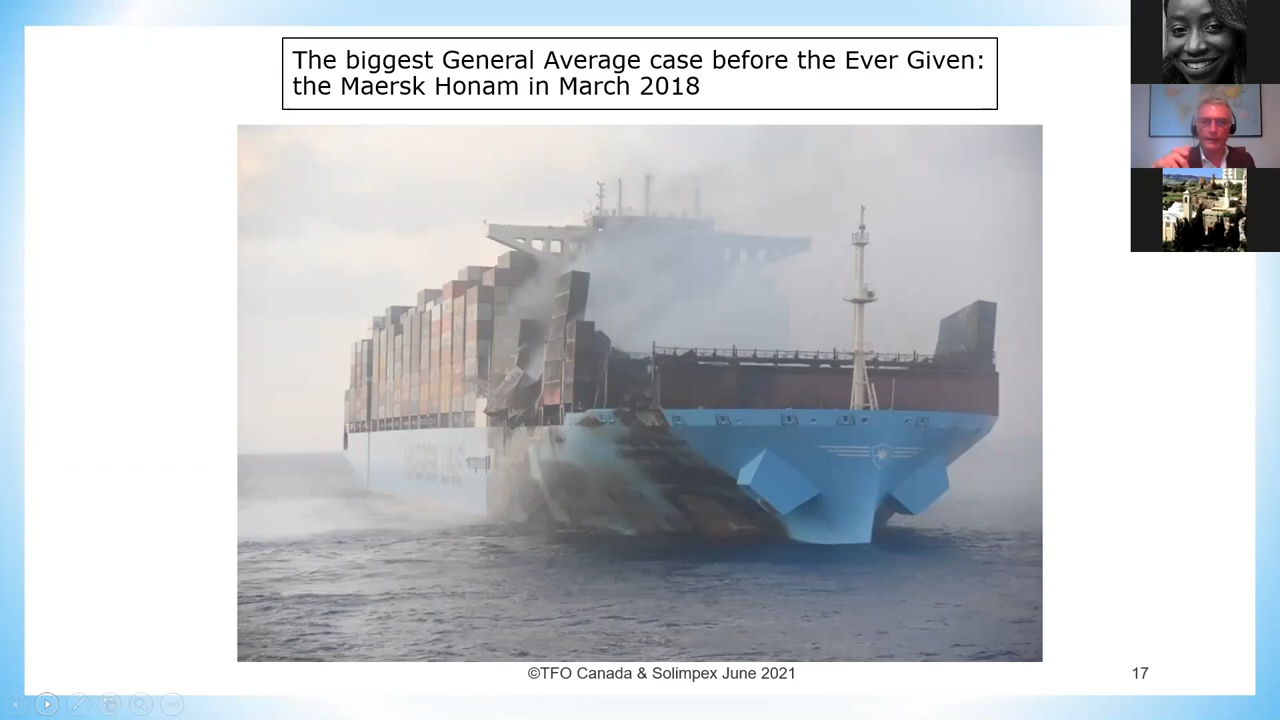 The biggest General Average case before the Ever Given:
the Maersk Honam in March 2018
©TFO Canada & Solimpex June 2021
17